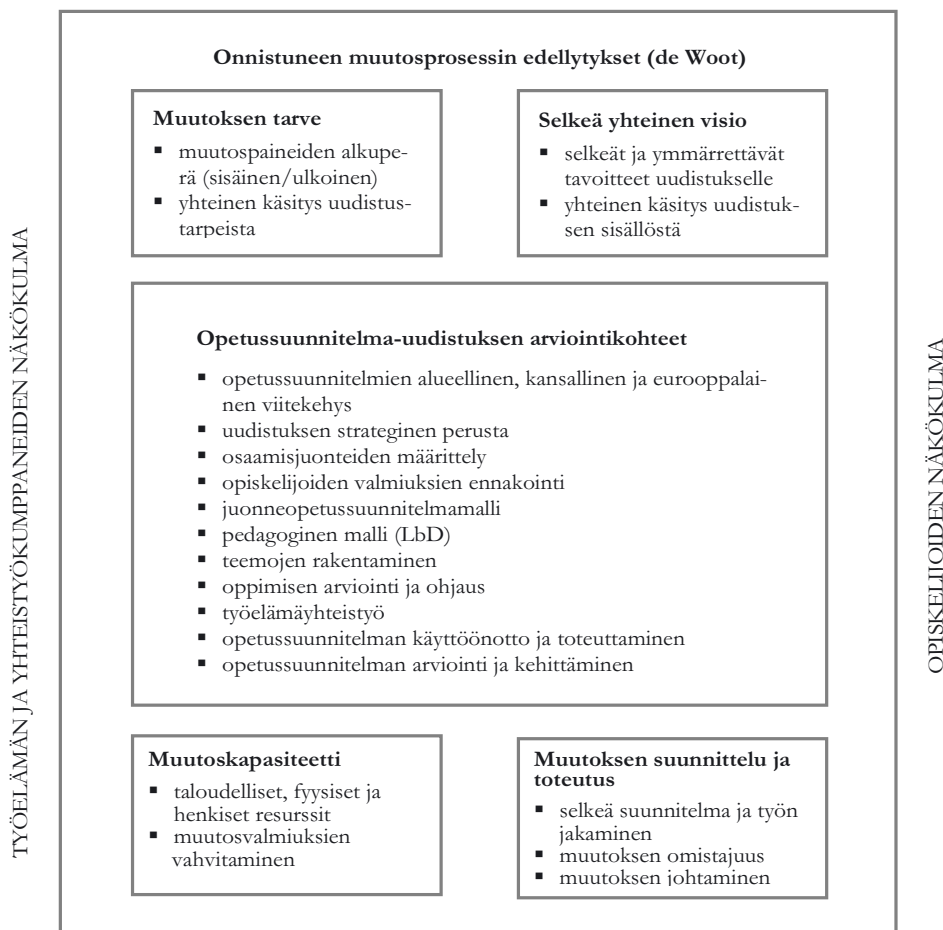 Onnistuneen muutosprosessin edellytykset (de Woot)
Muutoksen tarve
▪ muutospaineiden alkupe-
rä (sisäinen/ulkoinen)
▪ yhteinen käsitys uudistus-
tarpeista
Selkeä yhteinen visio
▪ selkeät ja ymmärrettävät
tavoitteet uudistukselle
▪ yhteinen käsitys uudistuk-
sen sisällöstä
TYÖELÄMÄN JA YHTEISTYÖKUMPPANEIDEN NÄKÖKULMA
Opetussuunnitelma-uudistuksen arviointikohteet
▪ opetussuunnitelmien alueellinen, kansallinen ja eurooppalai-
nen viitekehys
▪ uudistuksen strateginen perusta
▪ osaamisjuonteiden määrittely
▪ opiskelijoiden valmiuksien ennakointi
▪ juonneopetussuunnitelmamalli
▪ pedagoginen malli (LbD)
▪ teemojen rakentaminen
▪ oppimisen arviointi ja ohjaus
▪ työelämäyhteistyö
▪ opetussuunnitelman käyttöönotto ja toteuttaminen
▪ opetussuunnitelman arviointi ja kehittäminen
OPISKELIJOIDEN NÄKÖKULMA
Muutoskapasiteetti
▪ taloudelliset, fyysiset ja
henkiset resurssit
▪ muutosvalmiuksien
vahvitaminen
Muutoksen suunnittelu ja
toteutus
▪ selkeä suunnitelma ja työn
jakaminen
▪ muutoksen omistajuus
▪ muutoksen johtaminen